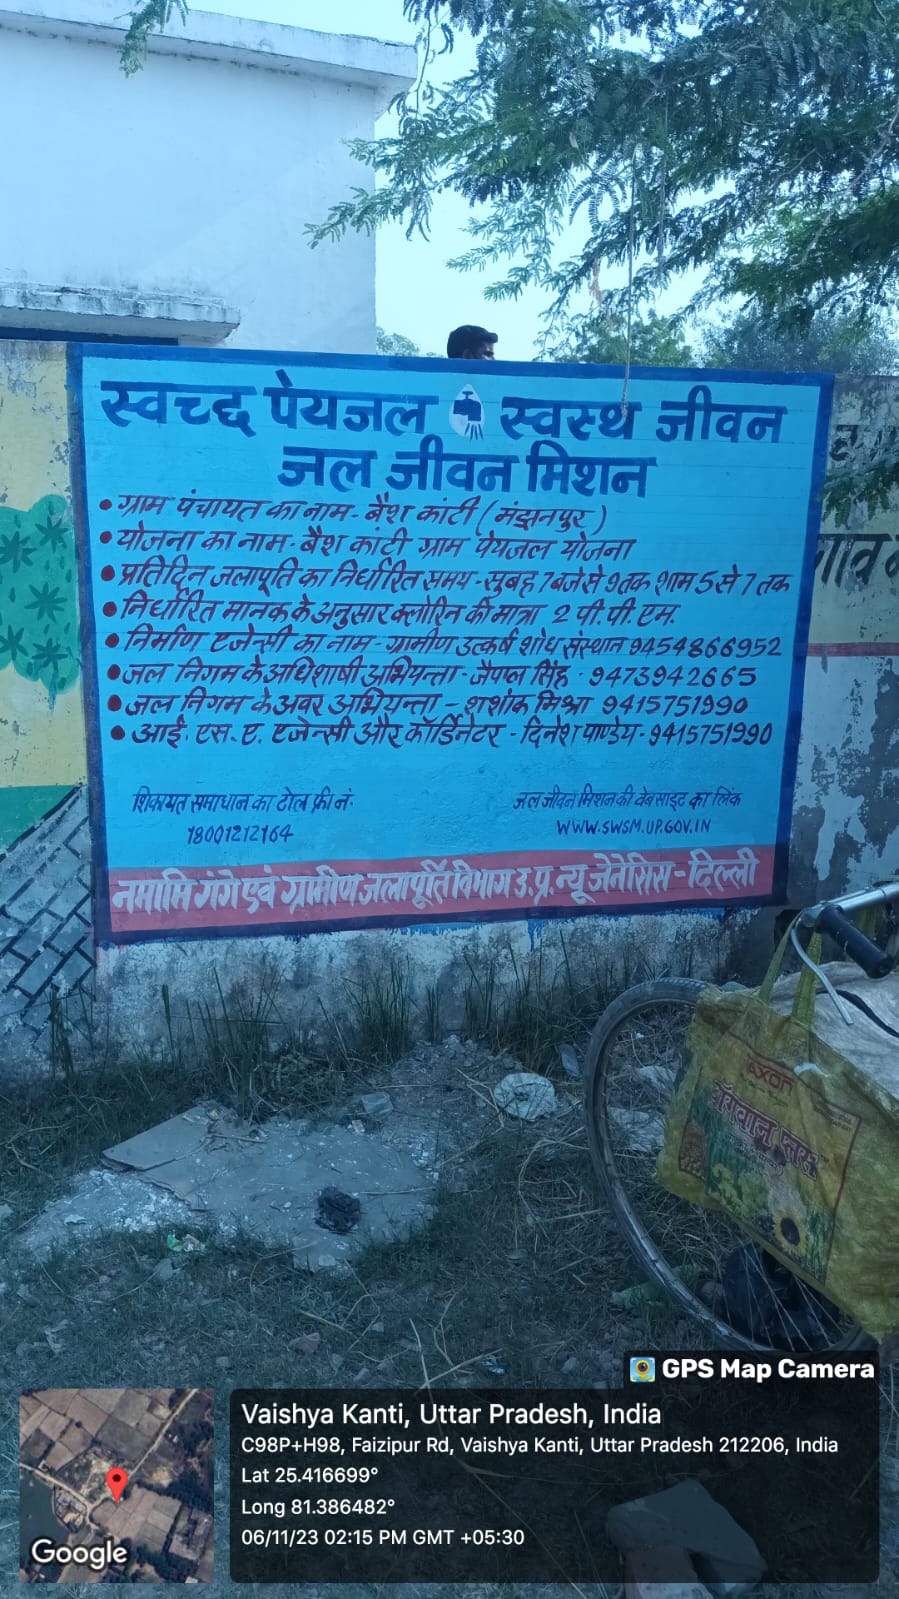 स्वच्छ पेयजल स्वस्थ जीवन
जल जीवन मिशन
• ग्राम पंचायत का नाम - बैश कांटी (मंझनपुर)
• योजना का नाम - बैश कांटी ग्राम पेयजल योजना
• प्रतिदिन जलापूर्ति का निर्धारित समय - सुबह 7 बजे से 9 तक शाम 5 से 7 तक
• निर्धारित मानक के अनुसार क्लोरिन की मात्रा 2 पी.पी.एम.
• निर्माण एजेन्सी का नाम - ग्रामीण उत्कर्ष शोध संस्थान 9454866952
• जल निगम के अधिशाषी अभियन्ता - जैपाल सिंह - 9473942665
• जल निगम के अवर अभियन्ता - शशांक मिश्रा 9415751990
• आई. एस. ए. एजेन्सी और कॉर्डिनेटर - दिनेश पाण्डेय - 9415751990
शिकायत समाधान का टोल फ्री नं॰
18001212164
जल जीवन मिशन की वेबसाइट का लिंक
WWW.SWSM.UP.GOV.IN
नमामि गंगे एवं ग्रामीण जलापूर्ति विभाग उ.प्र. न्यू जेनेसिस - दिल्ली
गांव
GPS Map Camera
Vaishya Kanti, Uttar Pradesh, India
C98P+H98, Faizipur Rd, Vaishya Kanti, Uttar Pradesh 212206, India
Lat 25.416699°
Long 81.386482°
06/11/23 02:15 PM GMT +05:30
Google